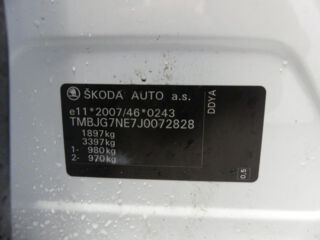 ŠKODA AUTO a.s.
e11*2007/46*0243
TMBJG7NE7J0072828
1897kg
3397kg
1- 980kg
2- 970kg
DDYA
0,5